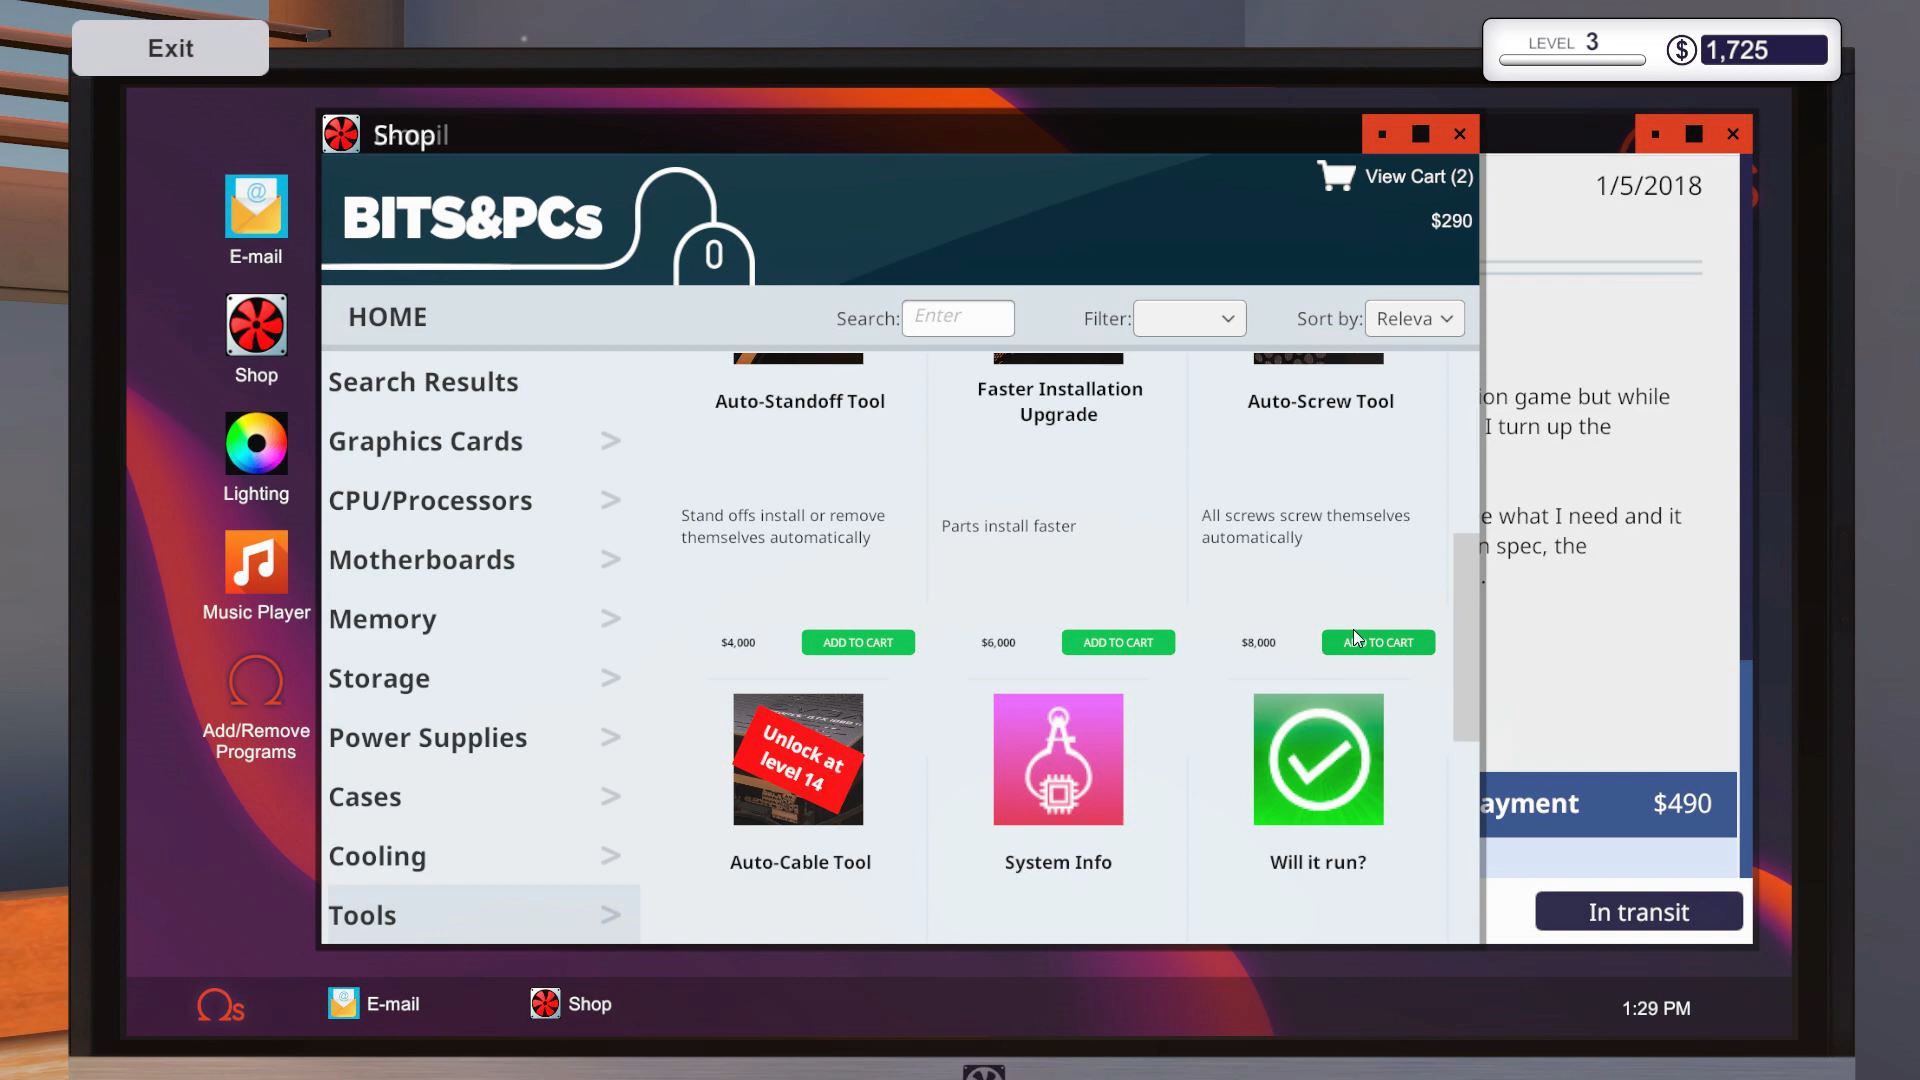 Exit
LEVEL 3
$ 1,725
Shop
View Cart (2)
$290
BITS&PCs
1/5/2018
E-mail
Shop
Lighting
Music Player
Add/Remove
Programs
HOME
Search:
Enter
Filter:
Sort by:
Releva
Search Results
Graphics Cards >
CPU/Processors >
Motherboards >
Memory >
Storage >
Power Supplies >
Cases >
Cooling >
Tools >
Auto-Standoff Tool
Stand offs install or remove
themselves automatically
$4,000
ADD TO CART
Faster Installation
Upgrade
Parts install faster
$6,000
ADD TO CART
Auto-Screw Tool
All screws screw themselves
automatically
$8,000
ADD TO CART
Unlock at
level 14
Auto-Cable Tool
System Info
Will it run?
ion game but while
I turn up the
e what I need and it
n spec, the
.
ayment $490
In transit
Ωs
E-mail
Shop
1:29 PM